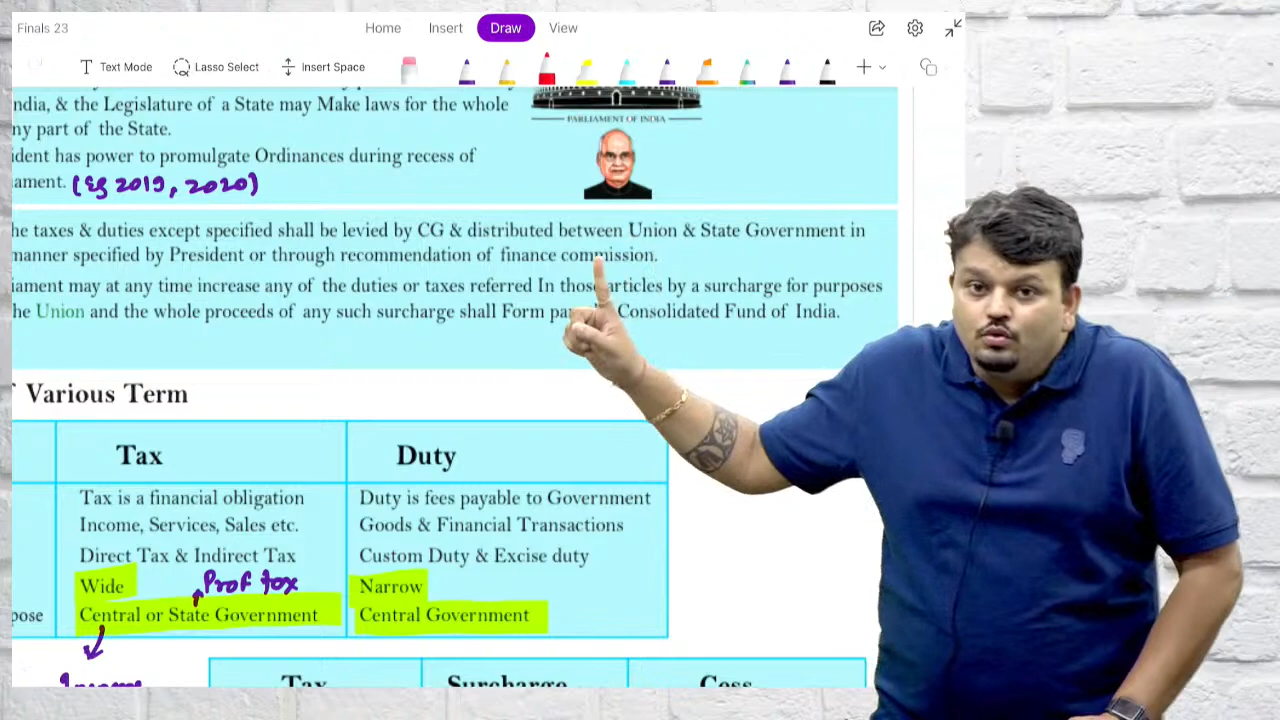 Finals 23
Home Insert Draw View
Text Mode Lasso Select Insert Space
ndia, & the Legislature of a State may Make laws for the whole
ny part of the State.
ident has power to promulgate Ordinances during recess of
ament. (Eg 2019, 2020)
PARLIAMENT OF INDIA
he taxes & duties except specified shall be levied by CG & distributed between Union & State Government in
manner specified by President or through recommendation of finance commission.
iament may at any time increase any of the duties or taxes referred In those articles by a surcharge for purposes
he Union and the whole proceeds of any such surcharge shall Form pa Consolidated Fund of India.
Various Term
Tax Duty
Tax is a financial obligation Duty is fees payable to Government
Income, Services, Sales etc. Goods & Financial Transactions
Direct Tax & Indirect Tax Custom Duty & Excise duty
Wide Prof tax Narrow
pose Central or State Government Central Government
Income
Tax Surcharge Cess